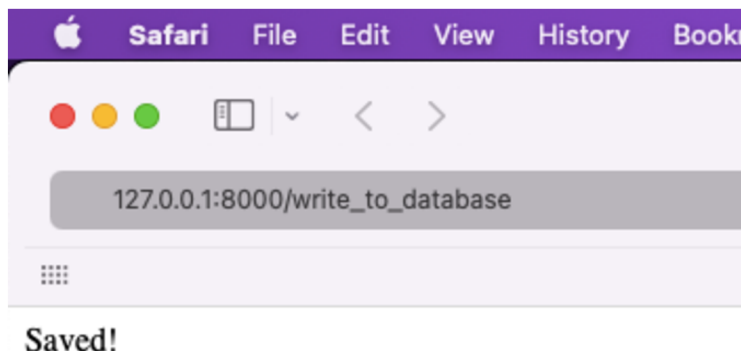 Safari File Edit View History
127.0.0.1:8000/write_to_database
Saved!